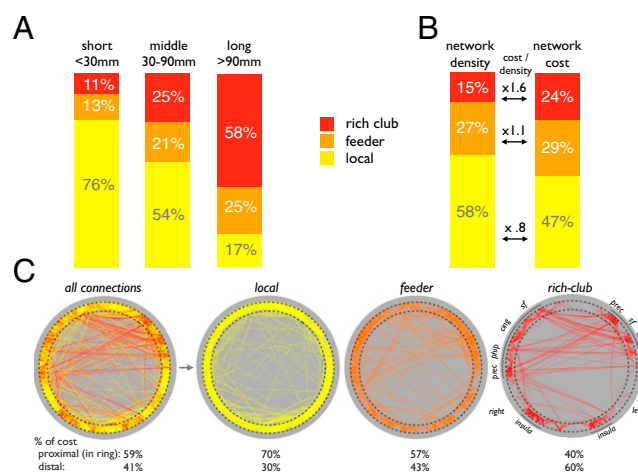 A
short
<30mm
middle
30-90mm
long
>90mm
11%
13%
76%
25%
21%
54%
58%
25%
17%
rich club
feeder
local
B
network
density
cost /
density
network
cost
15%
27%
58%
x1.6
x1.1
x .8
24%
29%
47%
C
all connections
local
feeder
rich-club
sf
cing
phip
prec
right
insula
prec
sf
insula
% of cost
proximal (in ring): 59% 70% 57% 40%
distal: 41% 30% 43% 60%